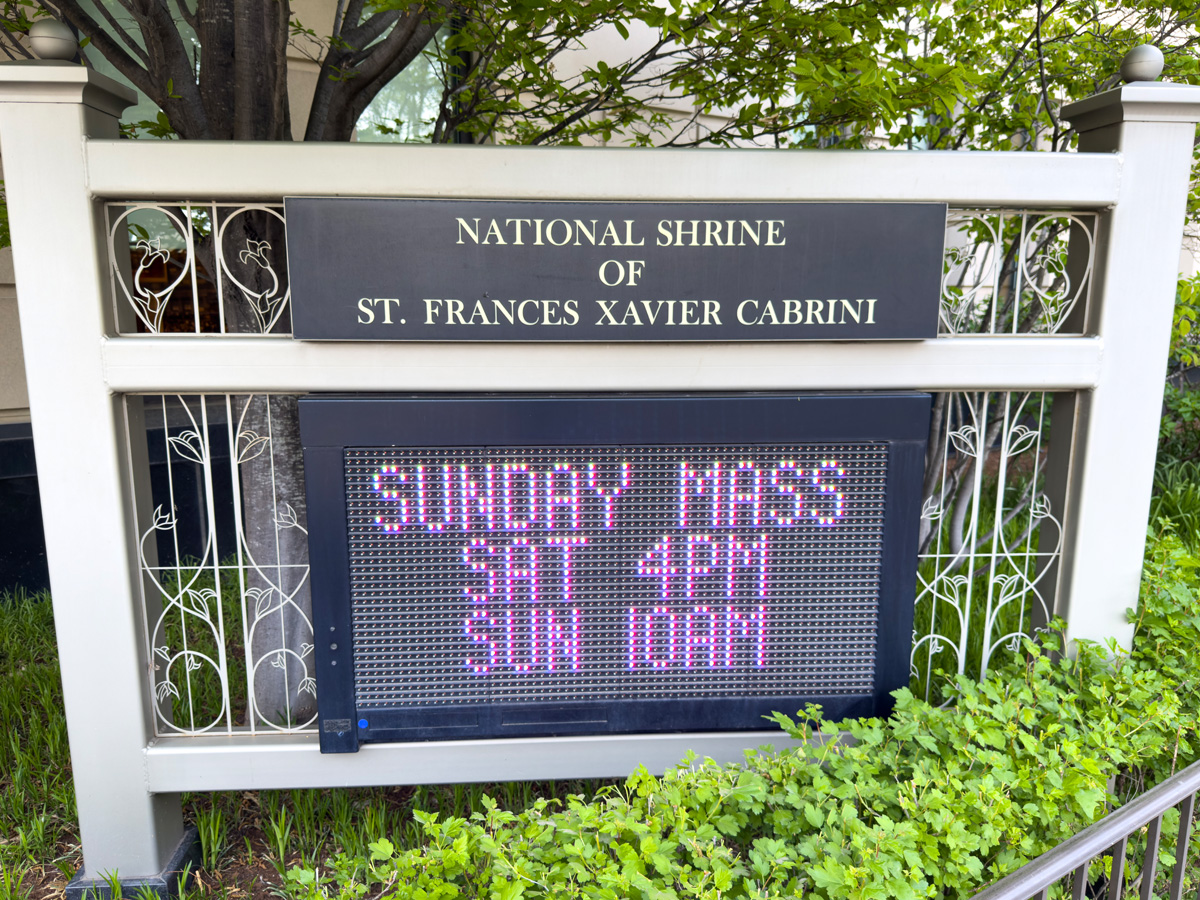 NATIONAL SHRINE
OF
ST. FRANCES XAVIER CABRINI
SUNDAY MASS
SAT 4PM
SUN 10AM